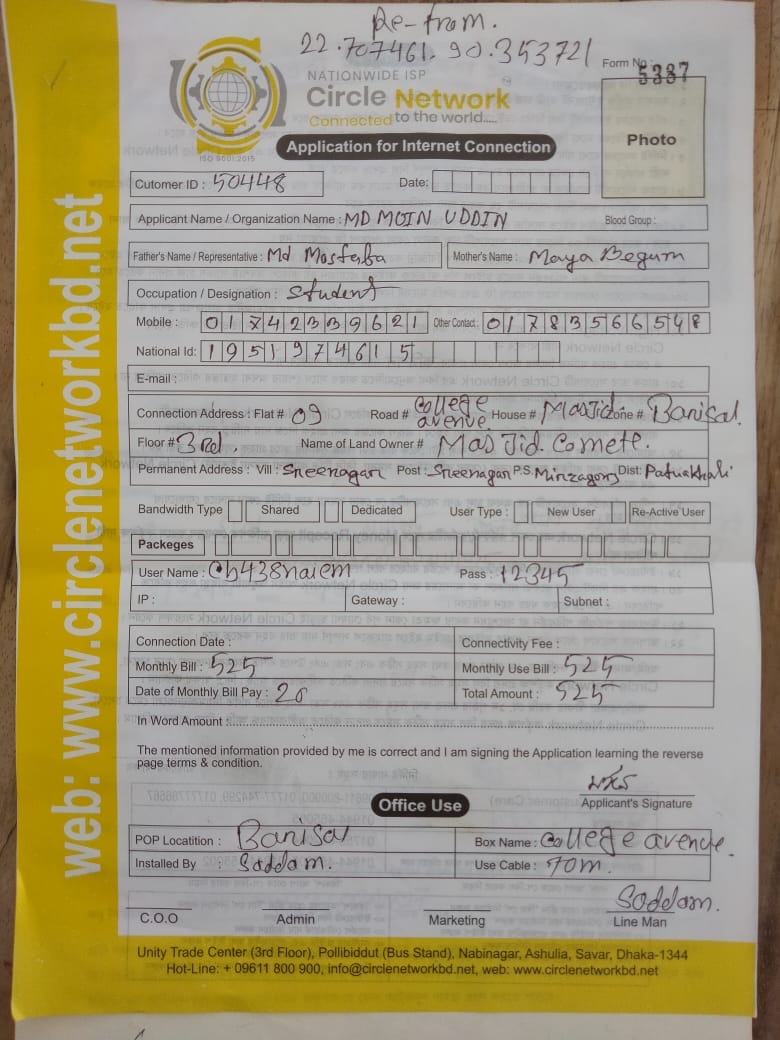 Re-from.
22.707461, 90.353721
NATIONWIDE ISP
Circle Network
Connected to the world.....
ISO 9001:2015
Form No : 5387
Application for Internet Connection
Photo
Cutomer ID : 50448 Date:
Applicant Name / Organization Name : MD MOIN UDDIN Blood Group :
Father's Name / Representative : Md Mostafa Mother's Name : Maya Begum
Occupation / Designation : Student
Mobile : 01742339621 Other Contact : 01783566548
National Id: 1951974615
E-mail :
Connection Address : Flat # 09 Road # College avenue House # Masjid Zone # Barisal
Floor # 3rd. Name of Land Owner # Mas Jid. Comete.
Permanent Address : Vill : Sreenagar Post : Sreenagar P.S. Mirzagonj Dist: Patuakhali
Bandwidth Type Shared Dedicated User Type : New User Re-Active User
Packeges
User Name : Cb438naiem Pass : 12345
IP : Gateway : Subnet :
Connection Date : Connectivity Fee :
Monthly Bill : 525 Monthly Use Bill : 525
Date of Monthly Bill Pay : 20 Total Amount : 525
In Word Amount :
The mentioned information provided by me is correct and I am signing the Application learning the reverse
page terms & condition.
Applicant's Signature
Office Use
POP Locatition : Barisal Box Name : College avenue.
Installed By : Saddam. Use Cable : 70m.
Saddam.
C.O.O Admin Marketing Line Man
Unity Trade Center (3rd Floor), Pollibiddut (Bus Stand), Nabinagar, Ashulia, Savar, Dhaka-1344
Hot-Line: + 09611 800 900, info@circlenetworkbd.net, web: www.circlenetworkbd.net
web: www.circlenetworkbd.net